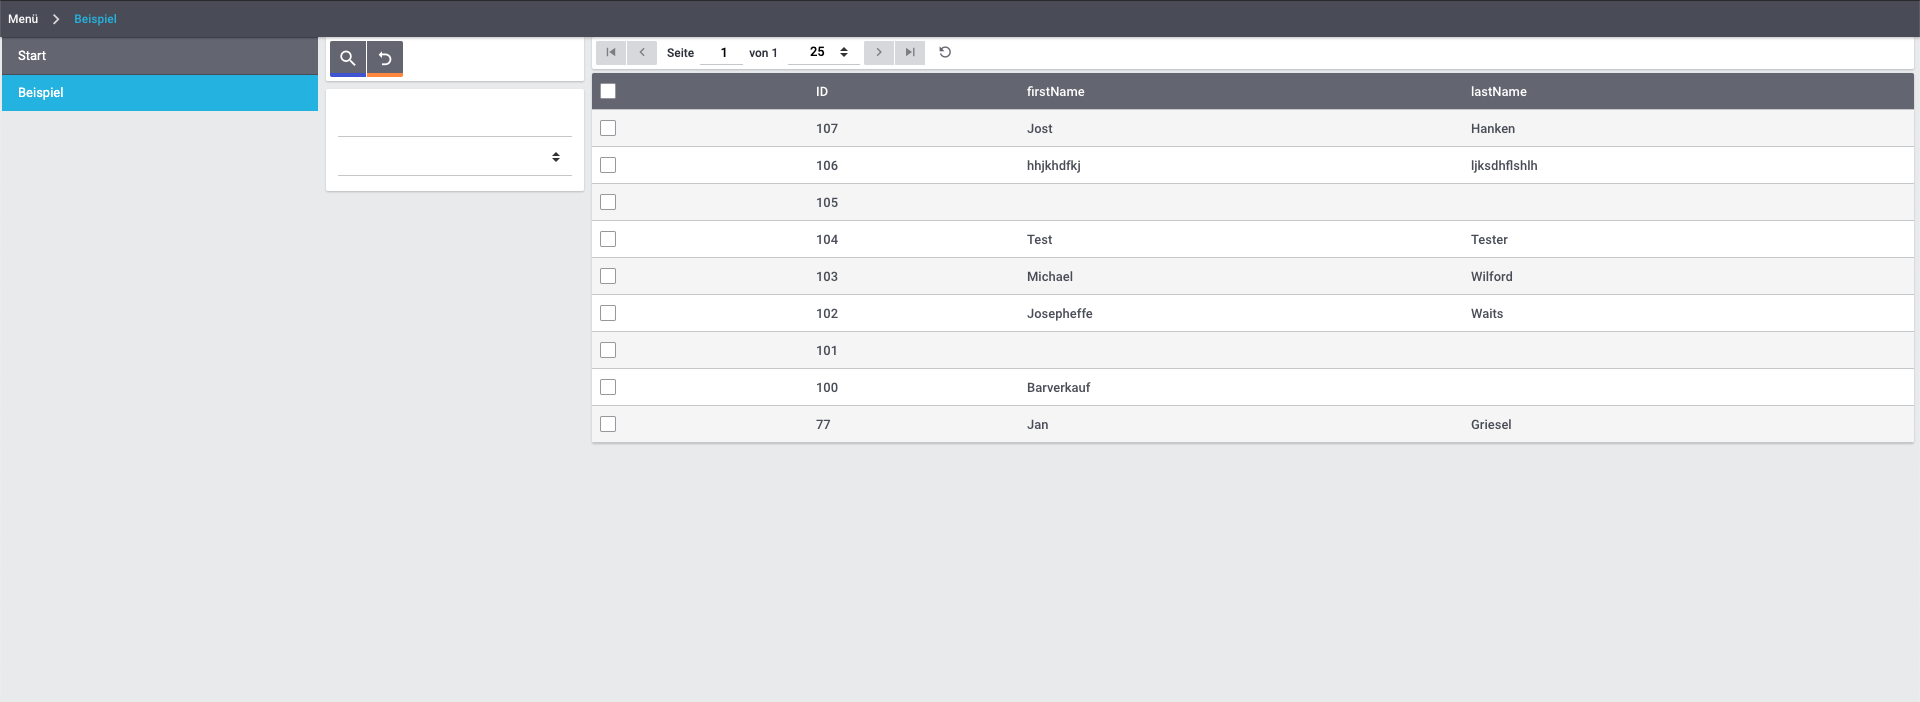 Menü Beispiel
Start
Beispiel
Seite 1 von 1 25
ID firstName lastName
107 Jost Hanken
106 hhjkhdfkj ljksdhflshlh
105
104 Test Tester
103 Michael Wilford
102 Josepheffe Waits
101
100 Barverkauf
77 Jan Griesel